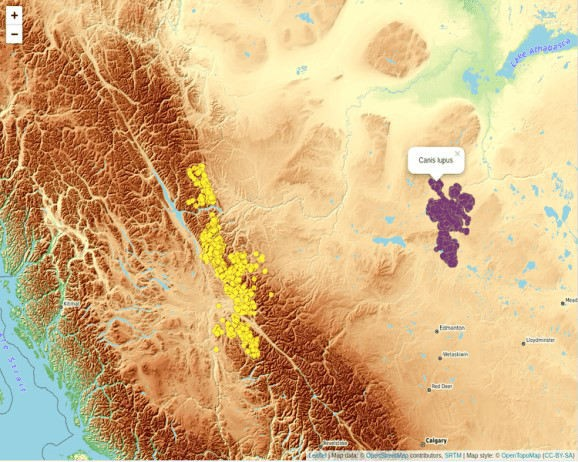 +
−
Lake Athabasca
Canis lupus
×
Kitimat
Edmonton
Lloydminster
Wetaskiwin
Red Deer
Calgary
Revelstoke
Leaflet | Map data: © OpenStreetMap contributors, SRTM | Map style: © OpenTopoMap (CC-BY-SA)